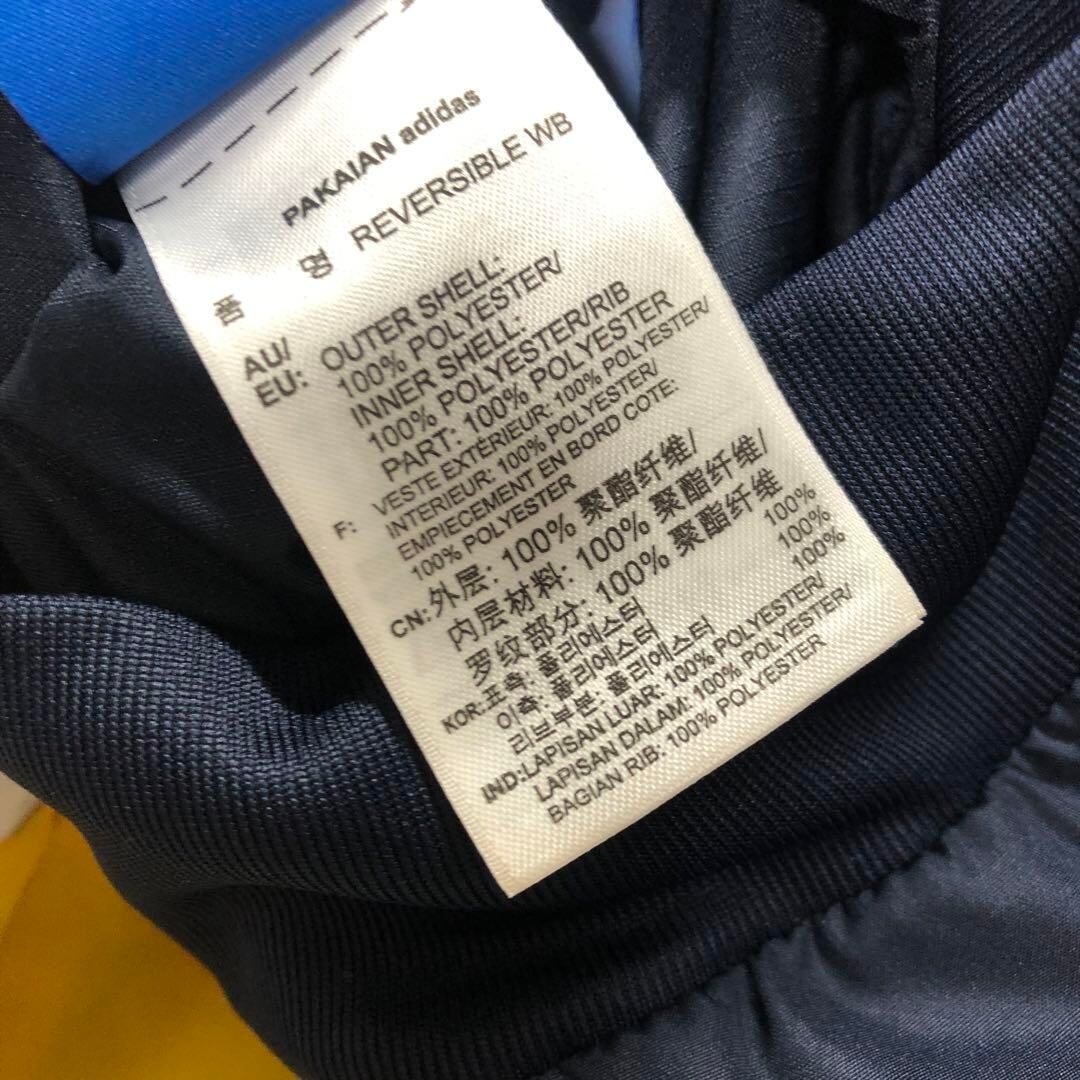 PAKAIAN adidas
품 명 REVERSIBLE WB
AU/ OUTER SHELL:
EU: 100% POLYESTER/
INNER SHELL:
100% POLYESTER/RIB
PART: 100% POLYESTER
F: VESTE EXTÉRIEUR: 100% POLYESTER/
INTERIEUR: 100% POLYESTER/
EMPIECEMENT EN BORD COTE:
100% POLYESTER
CN:外层: 100% 聚酯纤维/
内层材料: 100% 聚酯纤维/
罗纹部分: 100% 聚酯纤维
KOR:표측: 폴리에스터 100%
이측: 폴리에스터 100%
리브부분: 폴리에스터 100%
IND:LAPISAN LUAR: 100% POLYESTER/
LAPISAN DALAM: 100% POLYESTER/
BAGIAN RIB: 100% POLYESTER